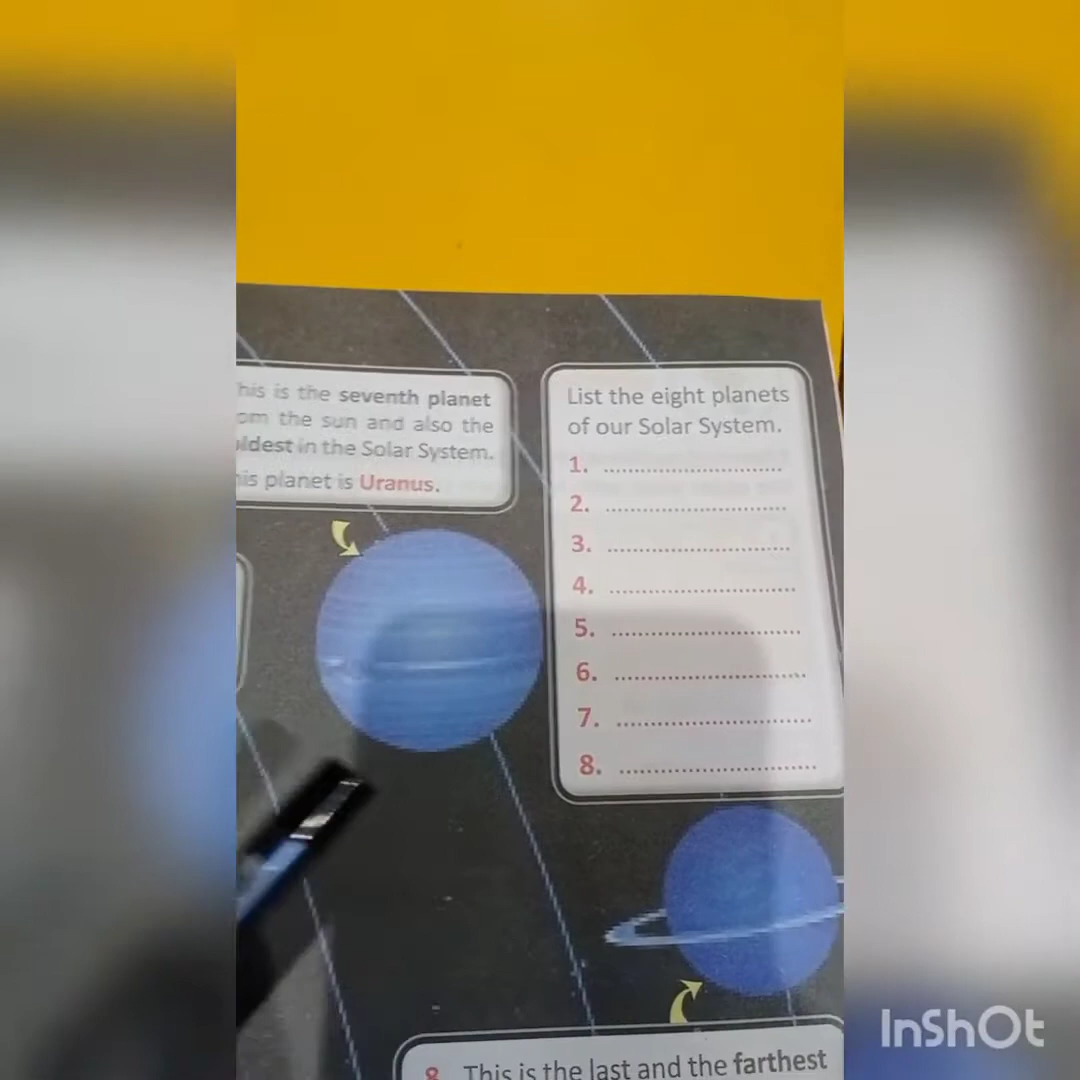 his is the seventh planet
om the sun and also the
ldest in the Solar System.
is planet is Uranus.
List the eight planets
of our Solar System.
1. ..............................
2. ..............................
3. ..............................
4. ..............................
5. ..............................
6. ..............................
7. ..............................
8. ..............................
8. This is the last and the farthest
InShOt